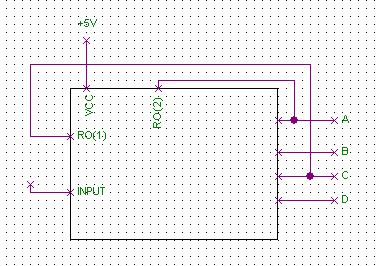 +5V
VCC
RO(2)
A
RO(1)
B
C
INPUT
D